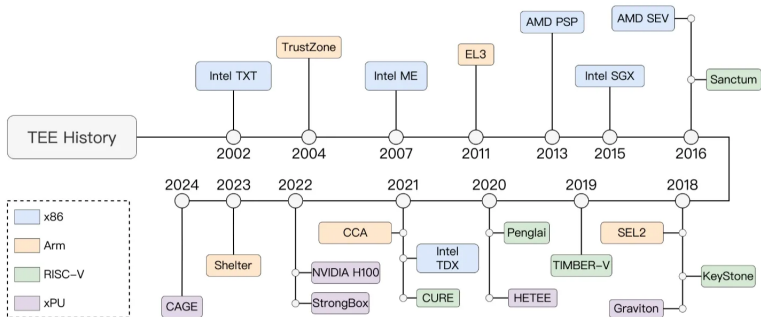 AMD PSP
AMD SEV
TrustZone
EL3
Intel TXT
Intel ME
Intel SGX
Sanctum
TEE History
2002
2004
2007
2011
2013
2015
2016
2024
2023
2022
2021
2020
2019
2018
x86
Arm
RISC-V
xPU
CCA
Penglai
SEL2
Shelter
NVIDIA H100
Intel
TDX
TIMBER-V
KeyStone
CAGE
StrongBox
CURE
HETEE
Graviton